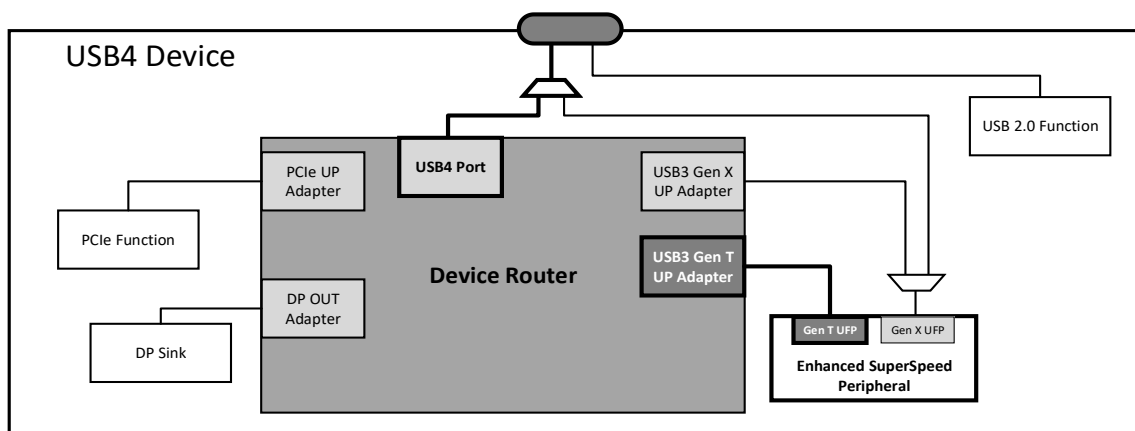 USB4 Device
USB 2.0 Function
USB4 Port
PCIe UP
Adapter
USB3 Gen X
UP Adapter
PCIe Function
USB3 Gen T
UP Adapter
Device Router
DP OUT
Adapter
DP Sink
Gen T UFP
Gen X UFP
Enhanced SuperSpeed
Peripheral